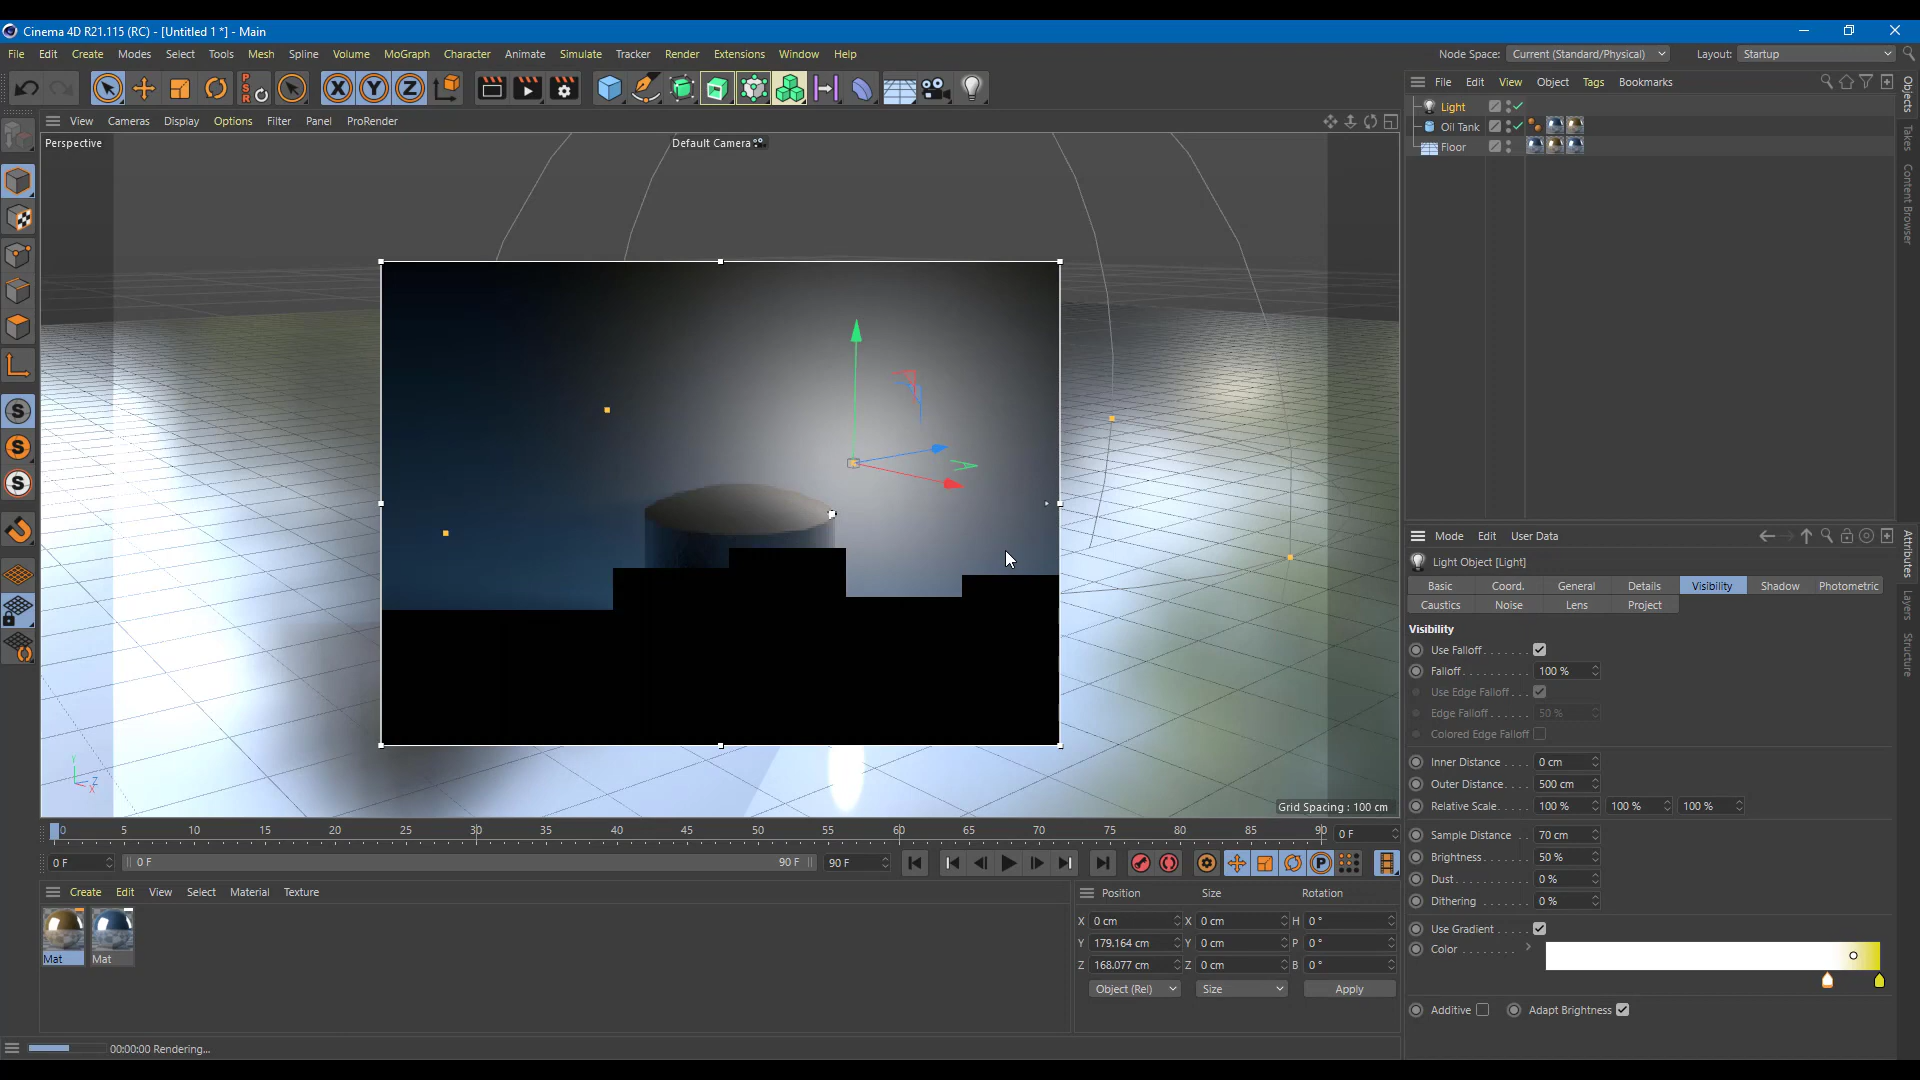 Cinema 4D R21.115 (RC) - [Untitled 1 *] - Main
File Edit Create Modes Select Tools Mesh Spline Volume MoGraph Character Animate Simulate Tracker Render Extensions Window Help
Node Space: Current (Standard/Physical) Layout: Startup
P S R
X Y Z
File Edit View Object Tags Bookmarks
View Cameras Display Options Filter Panel ProRender
Perspective
Default Camera
Light
Oil Tank
Floor
Objects
Takes
Content Browser
S
S
S
Mode Edit User Data
Light Object [Light]
Basic Coord. General Details Visibility Shadow Photometric
Caustics Noise Lens Project
Attributes
Layers
Structure
Visibility
Use Falloff
Falloff 100 %
Use Edge Falloff
Edge Falloff 50 %
Colored Edge Falloff
Inner Distance 0 cm
Outer Distance 500 cm
Relative Scale 100 % 100 % 100 %
Sample Distance 70 cm
Brightness 50 %
Dust 0 %
Dithering 0 %
Use Gradient
Color
Additive Adapt Brightness
Y
Z
X
Grid Spacing : 100 cm
0 5 10 15 20 25 30 35 40 45 50 55 60 65 70 75 80 85 90 0 F
0 F 0 F 90 F 90 F
P
Create Edit View Select Material Texture
Mat Mat
Position Size Rotation
X 0 cm X 0 cm H 0 °
Y 179.164 cm Y 0 cm P 0 °
Z 168.077 cm Z 0 cm B 0 °
Object (Rel) Size Apply
00:00:00 Rendering...